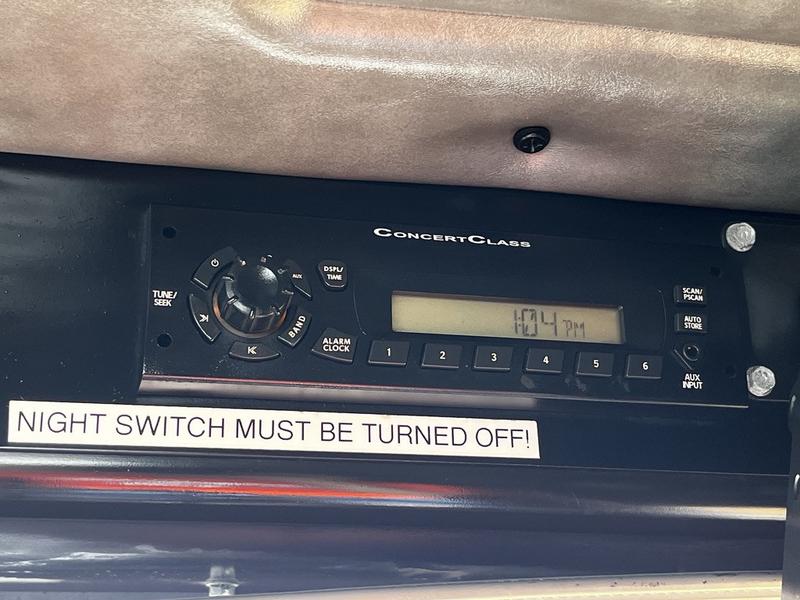 CONCERTCLASS
DSPL/
TIME
AUX
TUNE/
SEEK
BAND
ALARM
CLOCK
1:04 PM
1 2 3 4 5 6
SCAN/
PSCAN
AUTO
STORE
AUX
INPUT
NIGHT SWITCH MUST BE TURNED OFF!